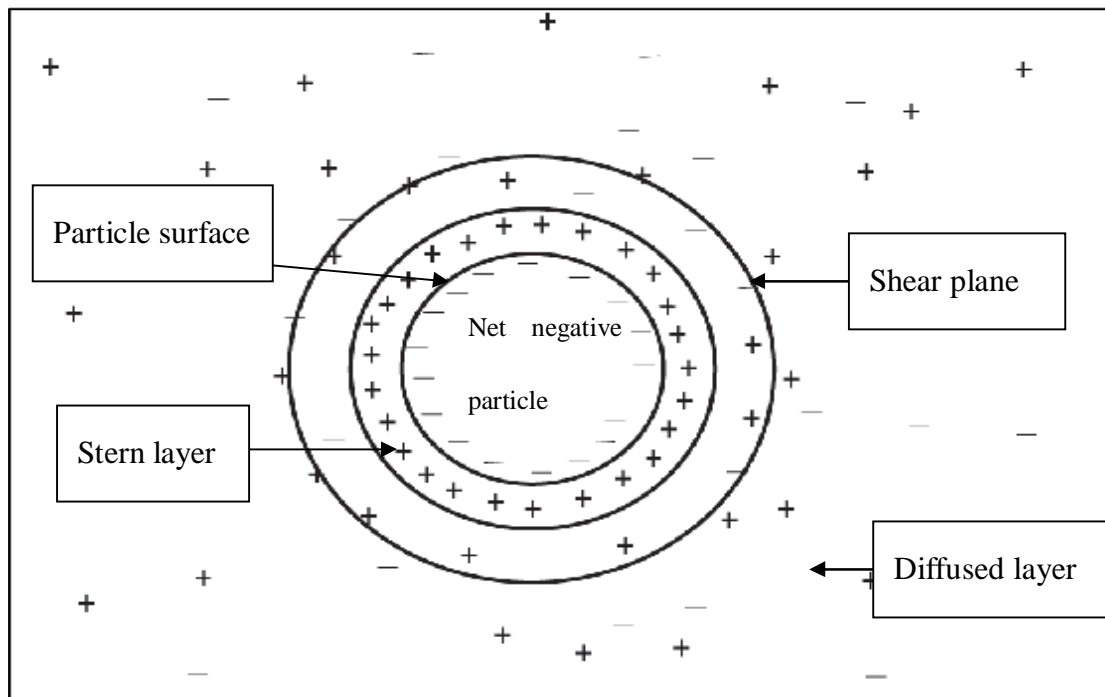 Particle surface
Shear plane
Net negative
particle
Stern layer
Diffused layer